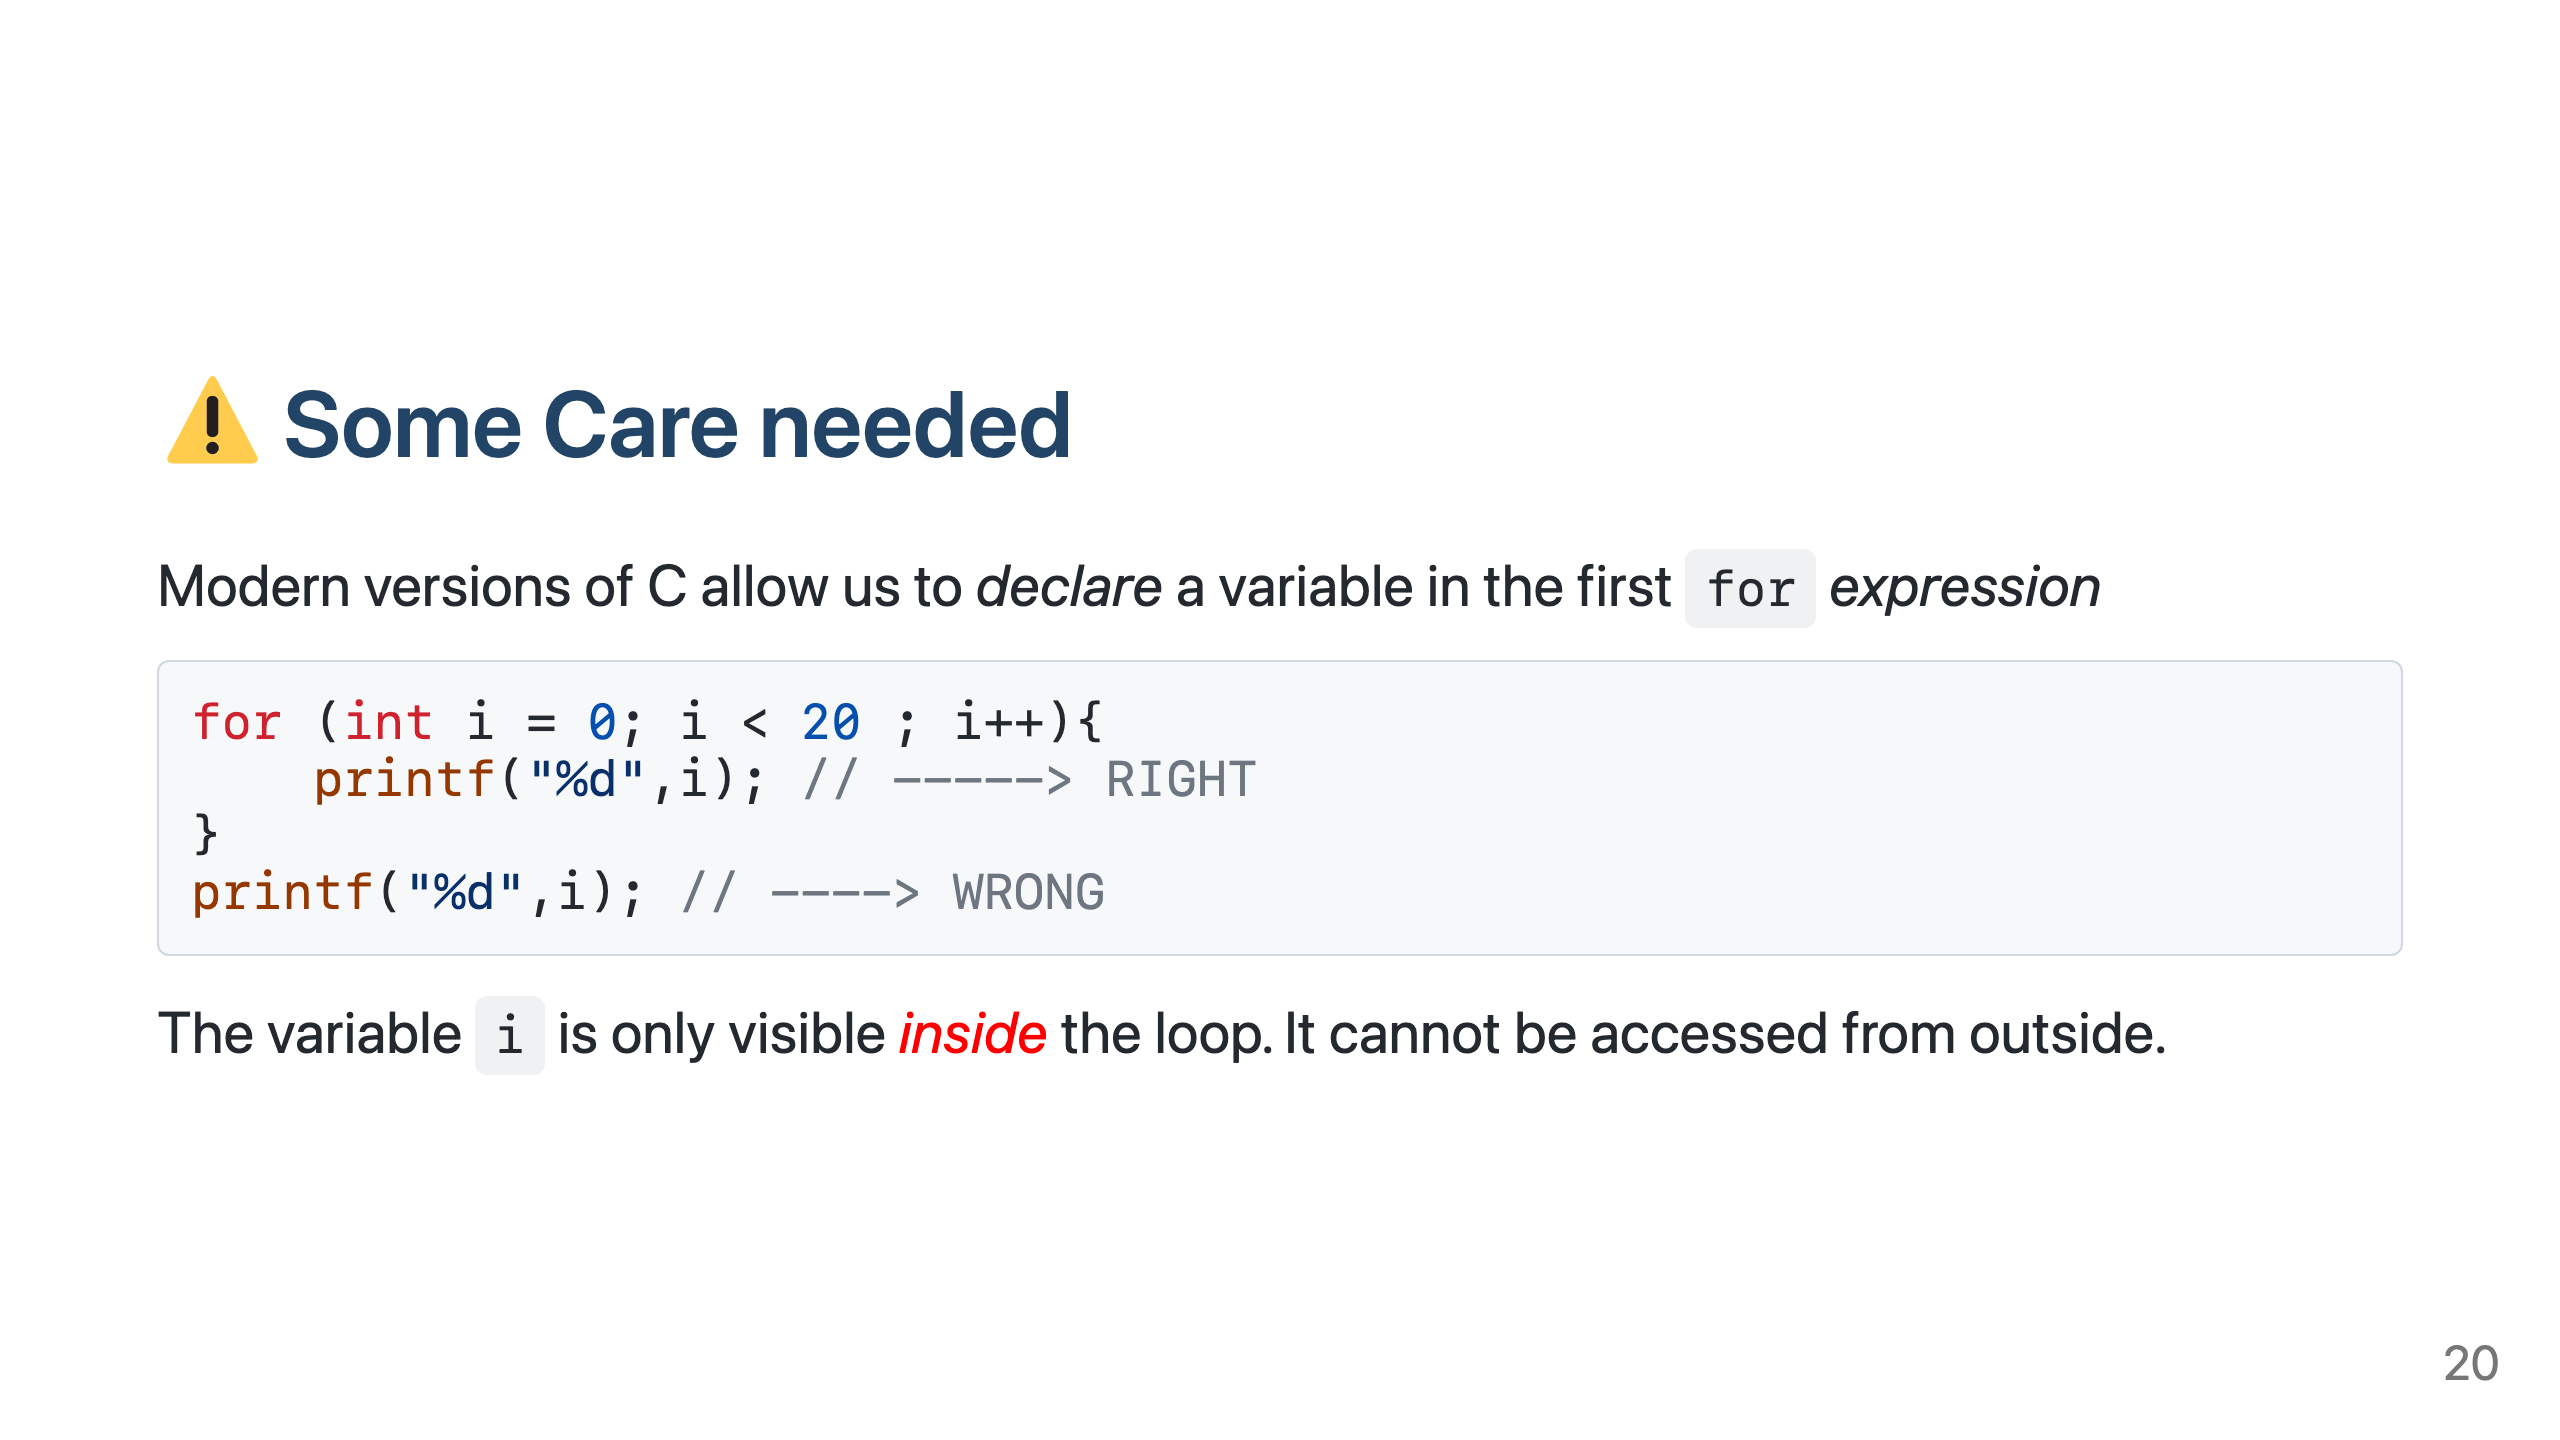 ⚠️ Some Care needed
Modern versions of C allow us to declare a variable in the first for expression
for (int i = 0; i < 20 ; i++){
    printf("%d",i); // -----> RIGHT
}
printf("%d",i); // ----> WRONG
The variable i is only visible inside the loop. It cannot be accessed from outside.
20